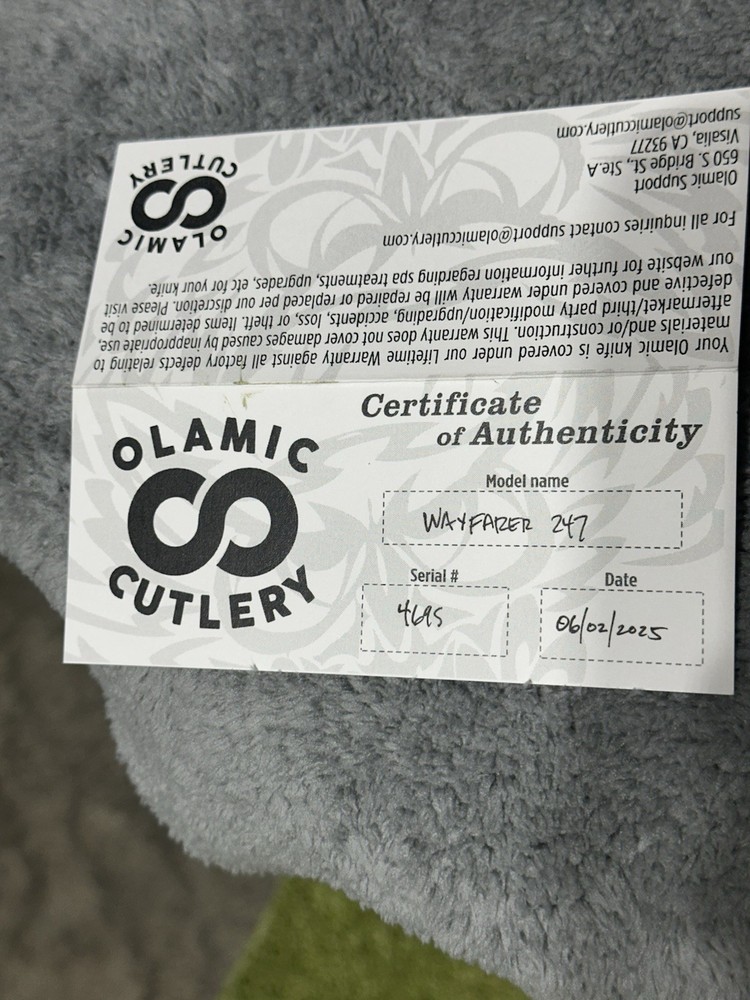 OLAMIC
CUTLERY
Certificate
of Authenticity
Model name
WAYFARER 247
Serial #
469S
Date
06/02/2025
Your Olamic knife is covered under our Lifetime Warranty against all factory defects relating to
materials and/or construction. This warranty does not cover damages caused by inappropriate use,
aftermarket/third party modification/upgrading, accidents, loss, or theft. Items determined to be
defective and covered under warranty will be repaired or replaced per our discretion. Please visit
our website for further information regarding spa treatments, upgrades, etc for your knife.
For all inquiries contact support@olamiccutlery.com
Olamic Support
650 S. Bridge St., Ste.A
Visalia, CA 93277
support@olamiccutlery.com
OLAMIC
CUTLERY